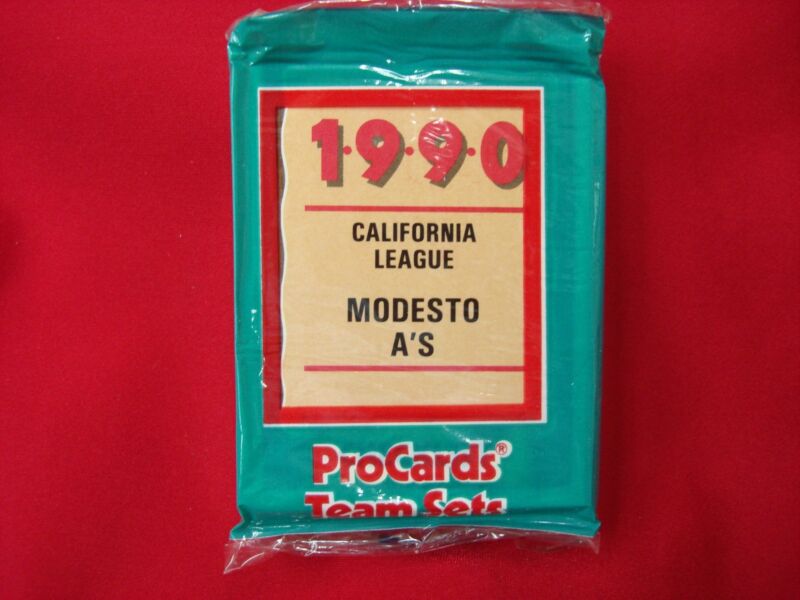 1·9·9·0
CALIFORNIA
LEAGUE
MODESTO
A'S
ProCards®
Team Sets